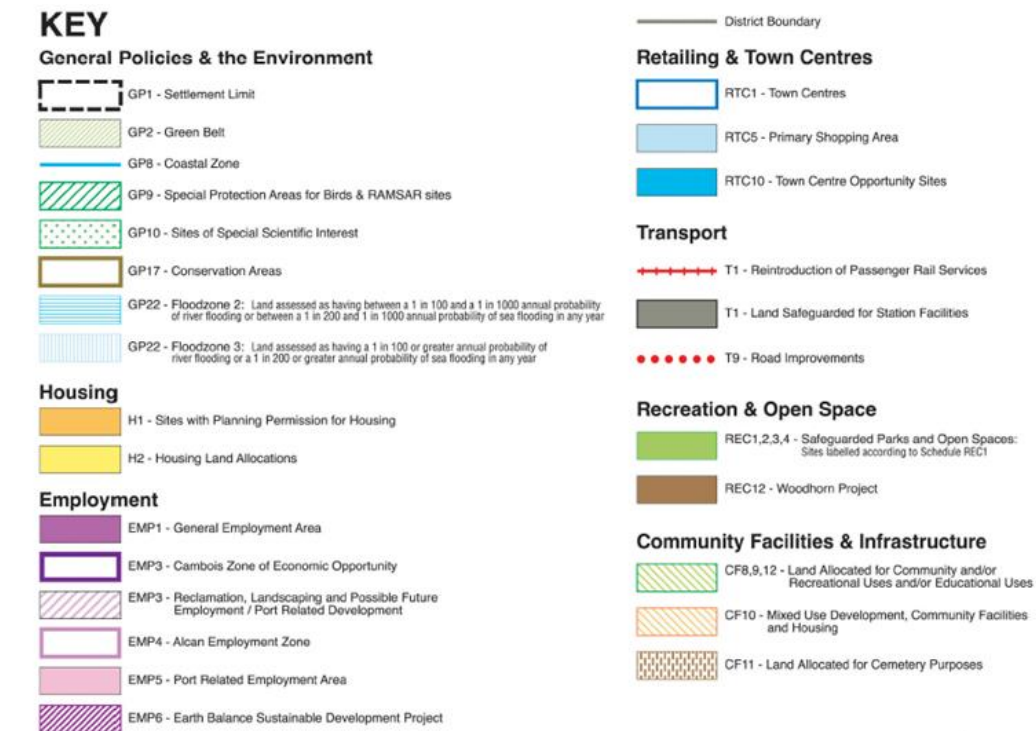 KEY
General Policies & the Environment
GP1 - Settlement Limit
GP2 - Green Belt
GP8 - Coastal Zone
GP9 - Special Protection Areas for Birds & RAMSAR sites
GP10 - Sites of Special Scientific Interest
GP17 - Conservation Areas
GP22 - Floodzone 2: Land assessed as having between a 1 in 100 and a 1 in 1000 annual probability
of river flooding or between a 1 in 200 and 1 in 1000 annual probability of sea flooding in any year
GP22 - Floodzone 3: Land assessed as having a 1 in 100 or greater annual probability of
river flooding or a 1 in 200 or greater annual probability of sea flooding in any year
Housing
H1 - Sites with Planning Permission for Housing
H2 - Housing Land Allocations
Employment
EMP1 - General Employment Area
EMP3 - Cambois Zone of Economic Opportunity
EMP3 - Reclamation, Landscaping and Possible Future
Employment / Port Related Development
EMP4 - Alcan Employment Zone
EMP5 - Port Related Employment Area
EMP6 - Earth Balance Sustainable Development Project
District Boundary
Retailing & Town Centres
RTC1 - Town Centres
RTC5 - Primary Shopping Area
RTC10 - Town Centre Opportunity Sites
Transport
T1 - Reintroduction of Passenger Rail Services
T1 - Land Safeguarded for Station Facilities
T9 - Road Improvements
Recreation & Open Space
REC1,2,3,4 - Safeguarded Parks and Open Spaces:
Sites labelled according to Schedule REC1
REC12 - Woodhorn Project
Community Facilities & Infrastructure
CF8,9,12 - Land Allocated for Community and/or
Recreational Uses and/or Educational Uses
CF10 - Mixed Use Development, Community Facilities
and Housing
CF11 - Land Allocated for Cemetery Purposes